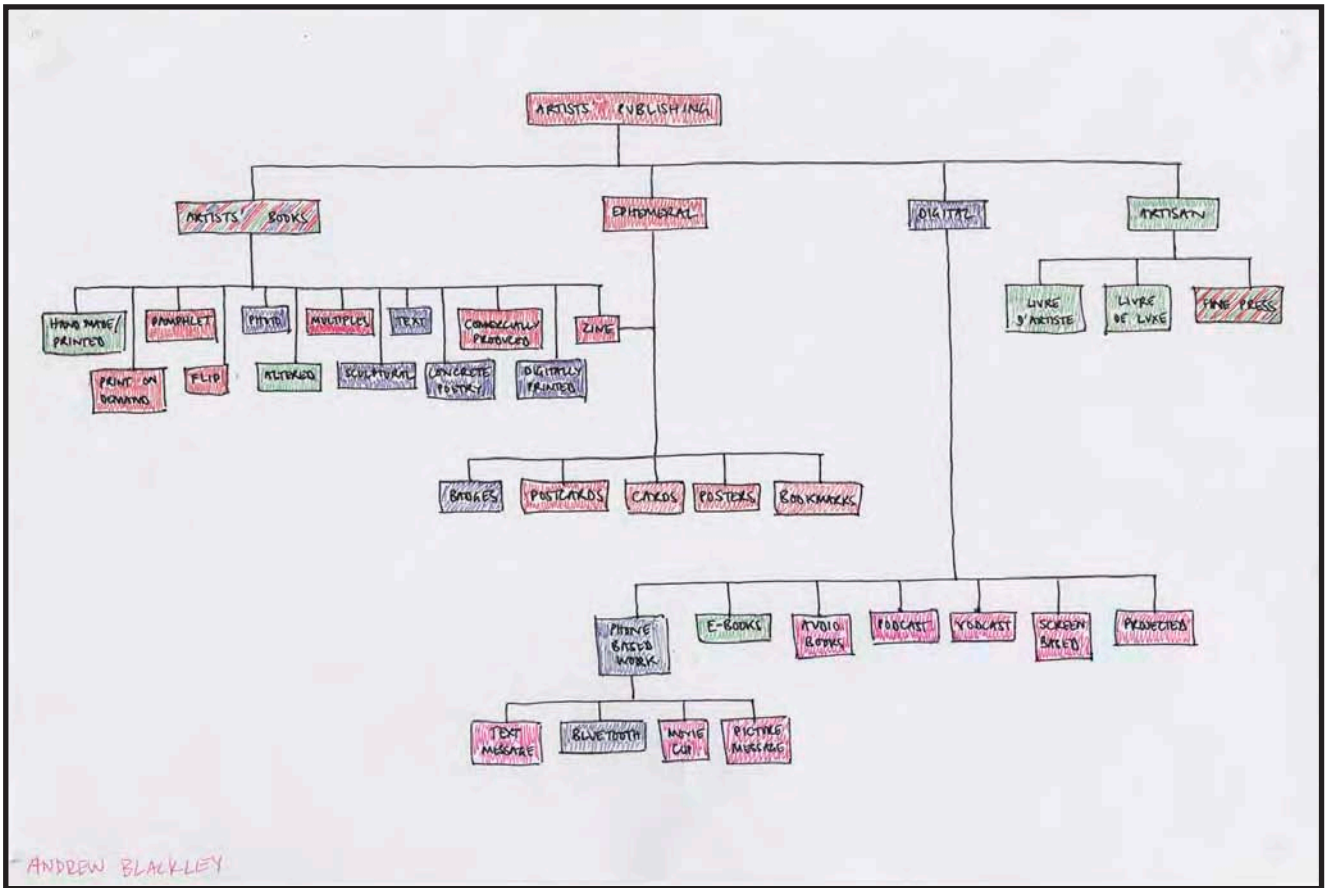 ARTISTS' PUBLISHING
ARTISTS' BOOKS
EPHEMERAL
DIGITAL
ARTISAN
HAND MADE/
PRINTED
PAMPHLET
PHOTO
MULTIPLES
TEXT
COMMERCIALLY
PRODUCED
ZINE
PRINT ON
DEMAND
FLIP
ALTERED
SCULPTURAL
CONCRETE
POETRY
DIGITALLY
PRINTED
LIVRE
D'ARTISTE
LIVRE
DE LUXE
FINE PRESS
BADGES
POSTCARDS
CARDS
POSTERS
BOOKMARKS
PHONE
BASED
WORK
E-BOOKS
AUDIO
BOOKS
PODCAST
VODCAST
SCREEN
BASED
PROJECTED
TEXT
MESSAGE
BLUETOOTH
MOVIE
CLIP
PICTURE
MESSAGE
ANDREW BLACKLEY